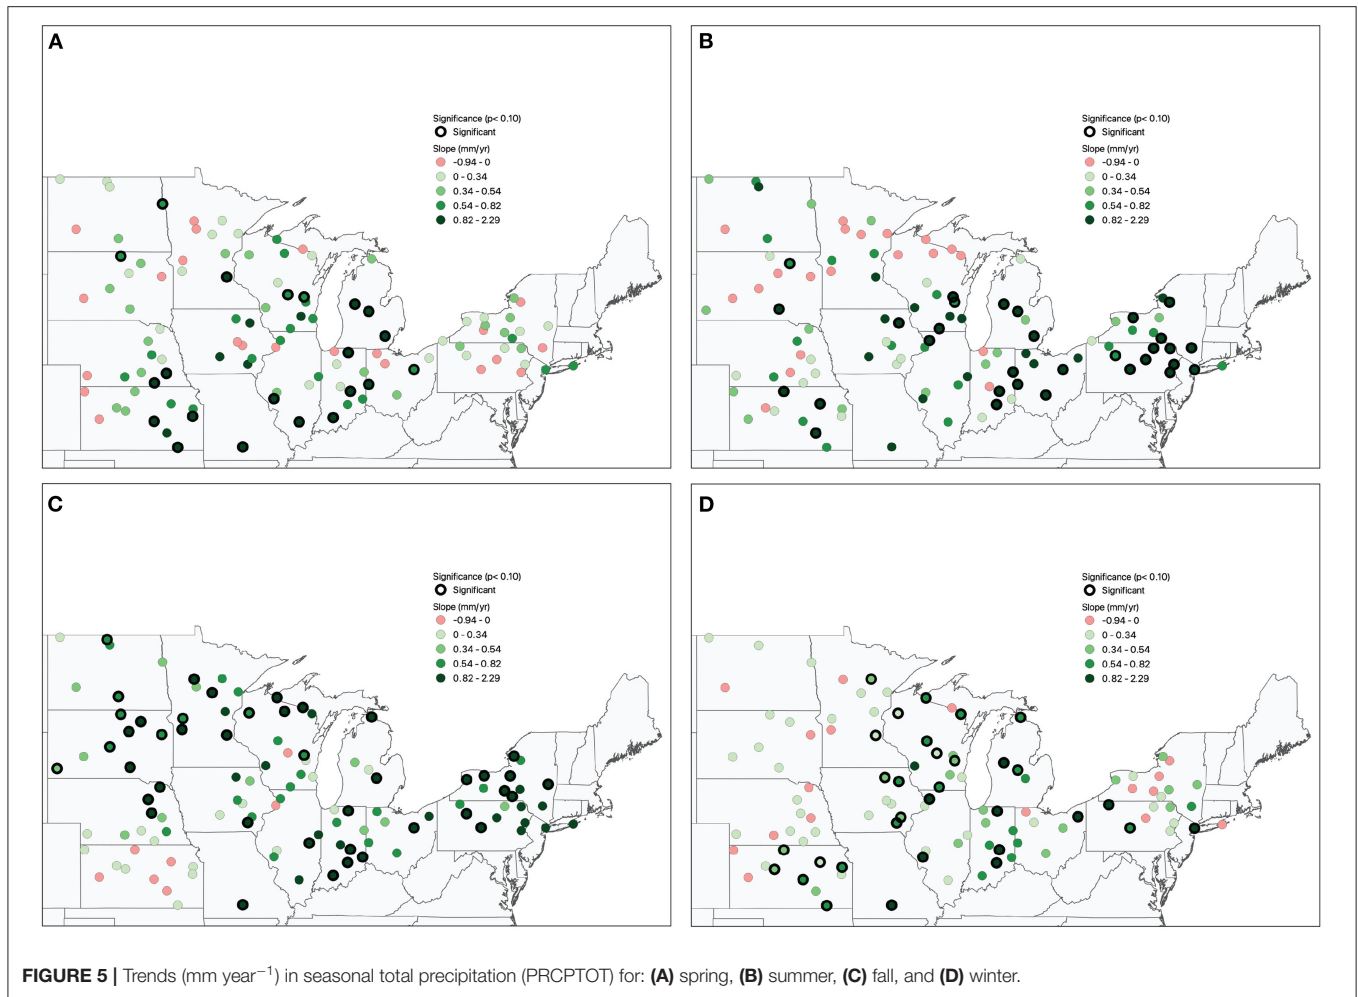 A
Significance (p< 0.10)
Significant
Slope (mm/yr)
-0.94 - 0
0 - 0.34
0.34 - 0.54
0.54 - 0.82
0.82 - 2.29
B
Significance (p< 0.10)
Significant
Slope (mm/yr)
-0.94 - 0
0 - 0.34
0.34 - 0.54
0.54 - 0.82
0.82 - 2.29
C
Significance (p< 0.10)
Significant
Slope (mm/yr)
-0.94 - 0
0 - 0.34
0.34 - 0.54
0.54 - 0.82
0.82 - 2.29
D
Significance (p< 0.10)
Significant
Slope (mm/yr)
-0.94 - 0
0 - 0.34
0.34 - 0.54
0.54 - 0.82
0.82 - 2.29
FIGURE 5 | Trends (mm year⁻¹) in seasonal total precipitation (PRCPTOT) for: (A) spring, (B) summer, (C) fall, and (D) winter.